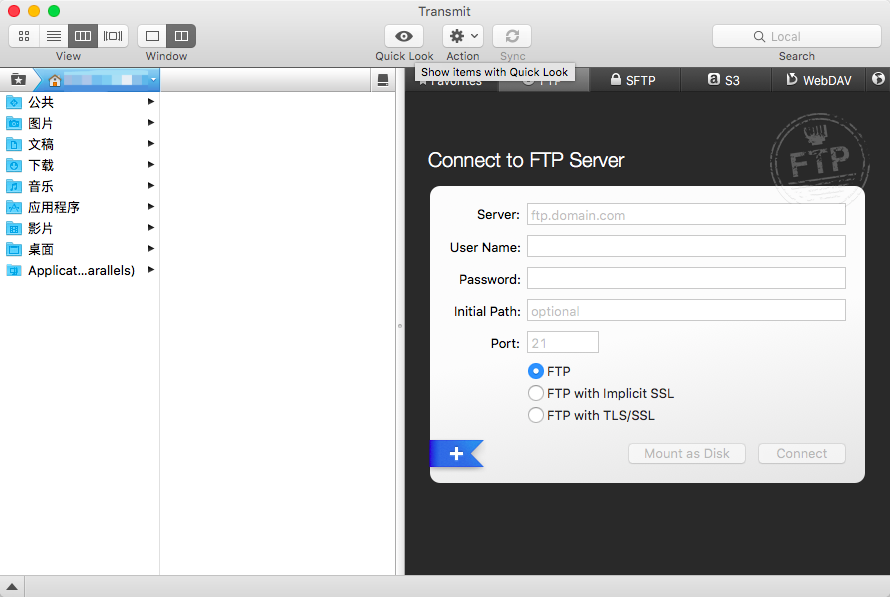 Transmit
View
Window
Quick Look
Action
Sync
Local
Search
Show items with Quick Look
Favorites
FTP
SFTP
S3
WebDAV
公共
图片
文稿
下载
音乐
应用程序
影片
桌面
Applicat...arallels)
Connect to FTP Server
FTP
Server: ftp.domain.com
User Name:
Password:
Initial Path: optional
Port: 21
FTP
FTP with Implicit SSL
FTP with TLS/SSL
Mount as Disk
Connect